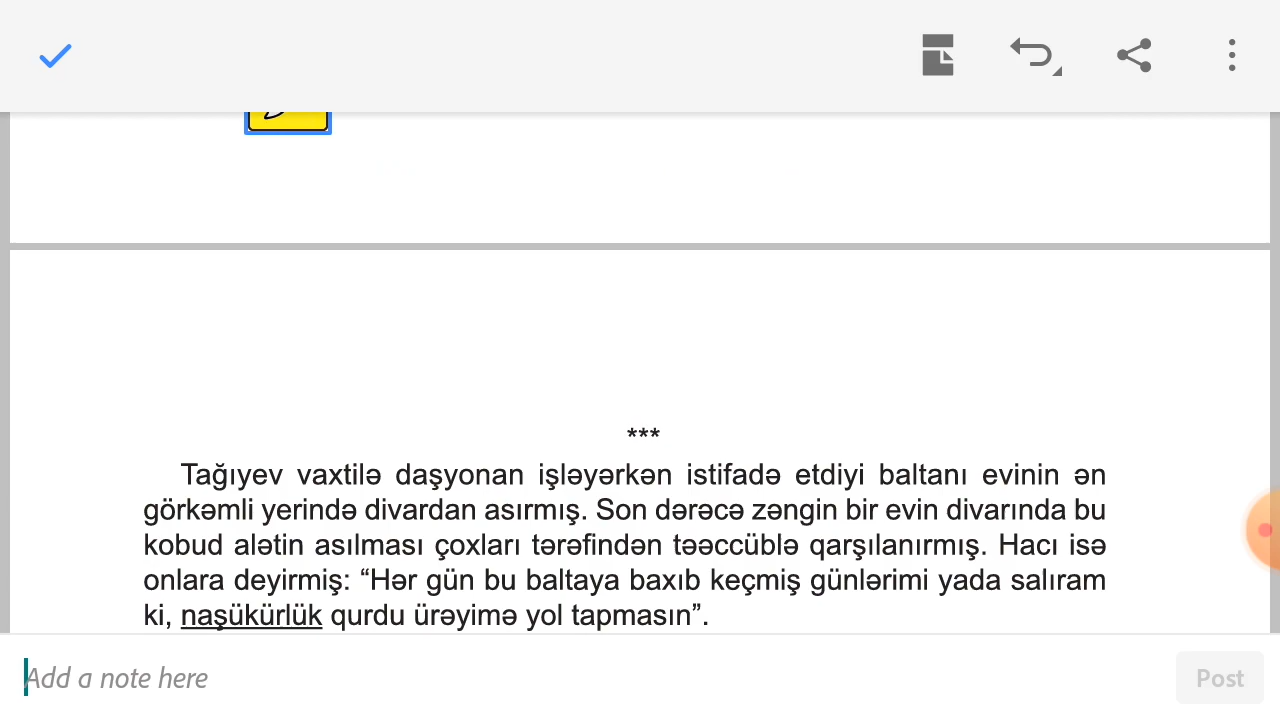 ***
Tağıyev vaxtilə daşyonan işləyərkən istifadə etdiyi baltanı evinin ən
görkəmli yerində divardan asırmış. Son dərəcə zəngin bir evin divarında bu
kobud alətin asılması çoxları tərəfindən təəccüblə qarşılanırmış. Hacı isə
onlara deyirmiş: “Hər gün bu baltaya baxıb keçmiş günlərimi yada salıram
ki, naşükürlük qurdu ürəyimə yol tapmasın”.
Add a note here
Post